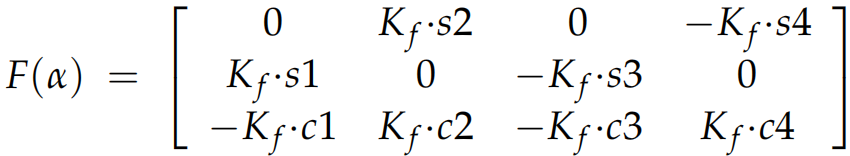 0 K_f·s2 0 −K_f·s4
F(α) = K_f·s1 0 −K_f·s3 0
−K_f·c1 K_f·c2 −K_f·c3 K_f·c4